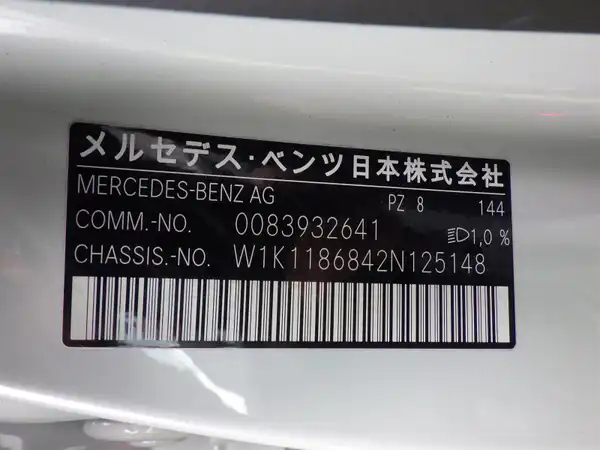 メルセデス・ベンツ日本株式会社
MERCEDES-BENZ AG PZ 8 144
COMM.-NO. 0083932641 1,0 %
CHASSIS.-NO. W1K1186842N125148